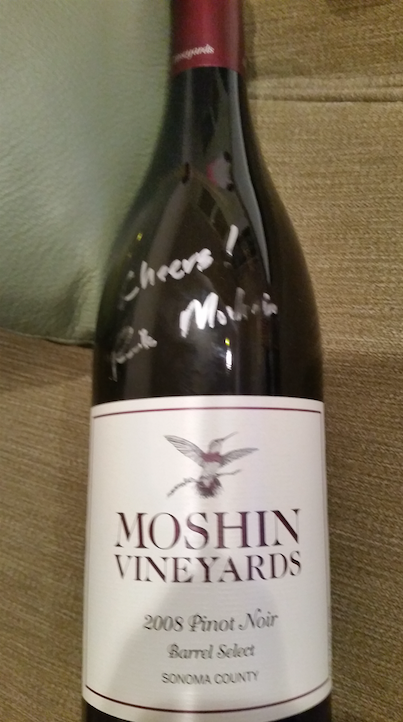 Cheers!
Moshin
MOSHIN
VINEYARDS
2008 Pinot Noir
Barrel Select
SONOMA COUNTY